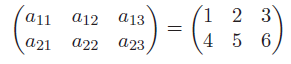 a₁₁ a₁₂ a₁₃ = 1 2 3
a₂₁ a₂₂ a₂₃ 4 5 6